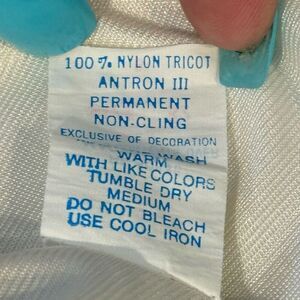 100% NYLON TRICOT
ANTRON III
PERMANENT
NON-CLING
EXCLUSIVE OF DECORATION
WASH
WARM
WITH LIKE COLORS
TUMBLE DRY
MEDIUM
DO NOT BLEACH
USE COOL IRON